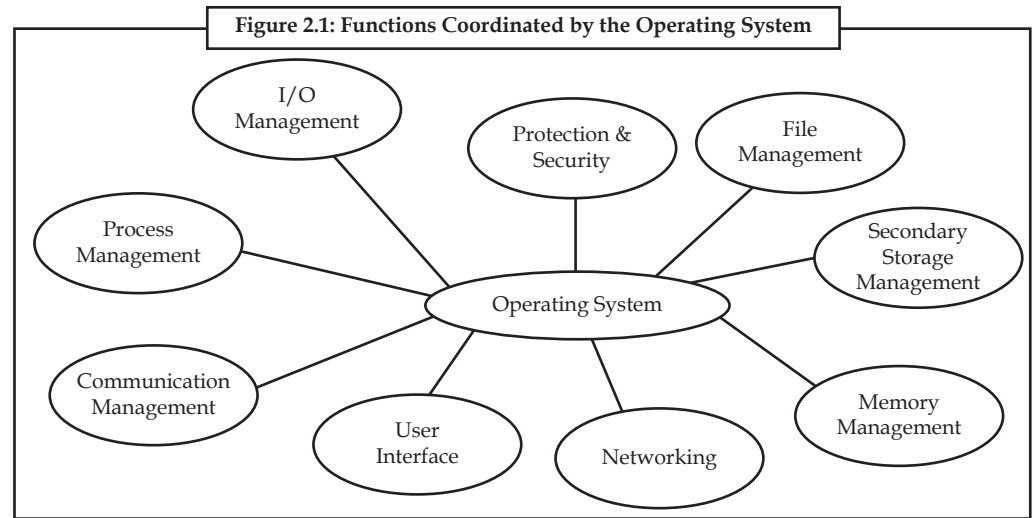 Figure 2.1: Functions Coordinated by the Operating System
I/O
Management
Protection &
Security
File
Management
Process
Management
Secondary
Storage
Management
Operating System
Communication
Management
User
Interface
Networking
Memory
Management